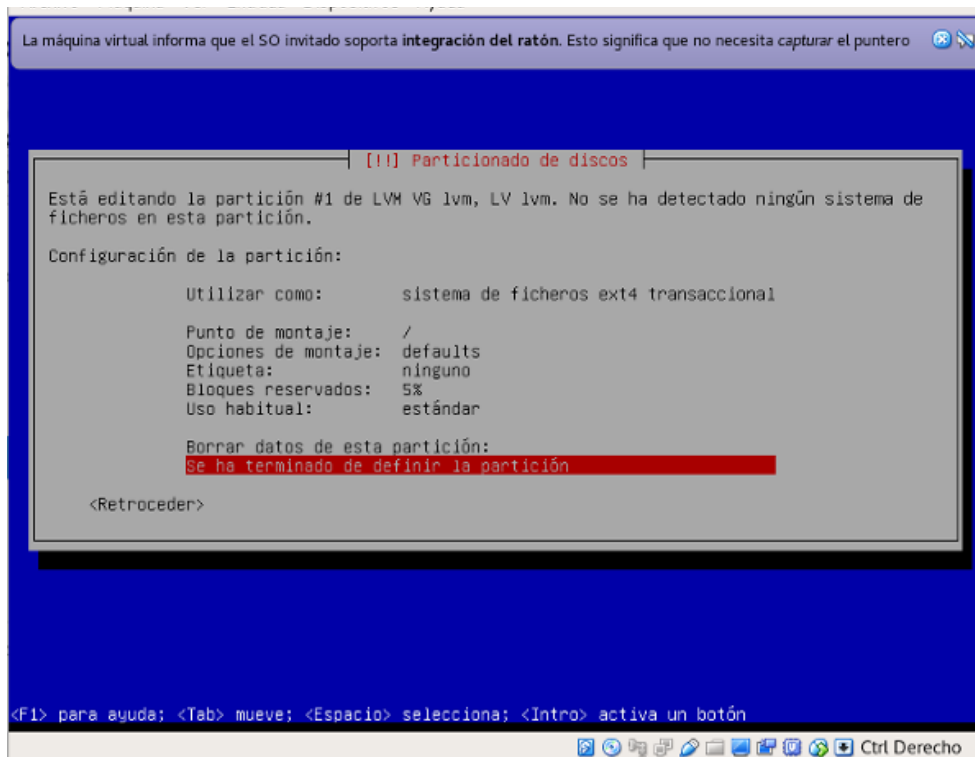 La máquina virtual informa que el SO invitado soporta integración del ratón. Esto significa que no necesita capturar el puntero
[!!] Particionado de discos
Está editando la partición #1 de LVM VG lvm, LV lvm. No se ha detectado ningún sistema de
ficheros en esta partición.
Configuración de la partición:
Utilizar como: sistema de ficheros ext4 transaccional
Punto de montaje: /
Opciones de montaje: defaults
Etiqueta: ninguno
Bloques reservados: 5%
Uso habitual: estándar
Borrar datos de esta partición:
Se ha terminado de definir la partición
<Retroceder>
<F1> para ayuda; <Tab> mueve; <Espacio> selecciona; <Intro> activa un botón
Ctrl Derecho